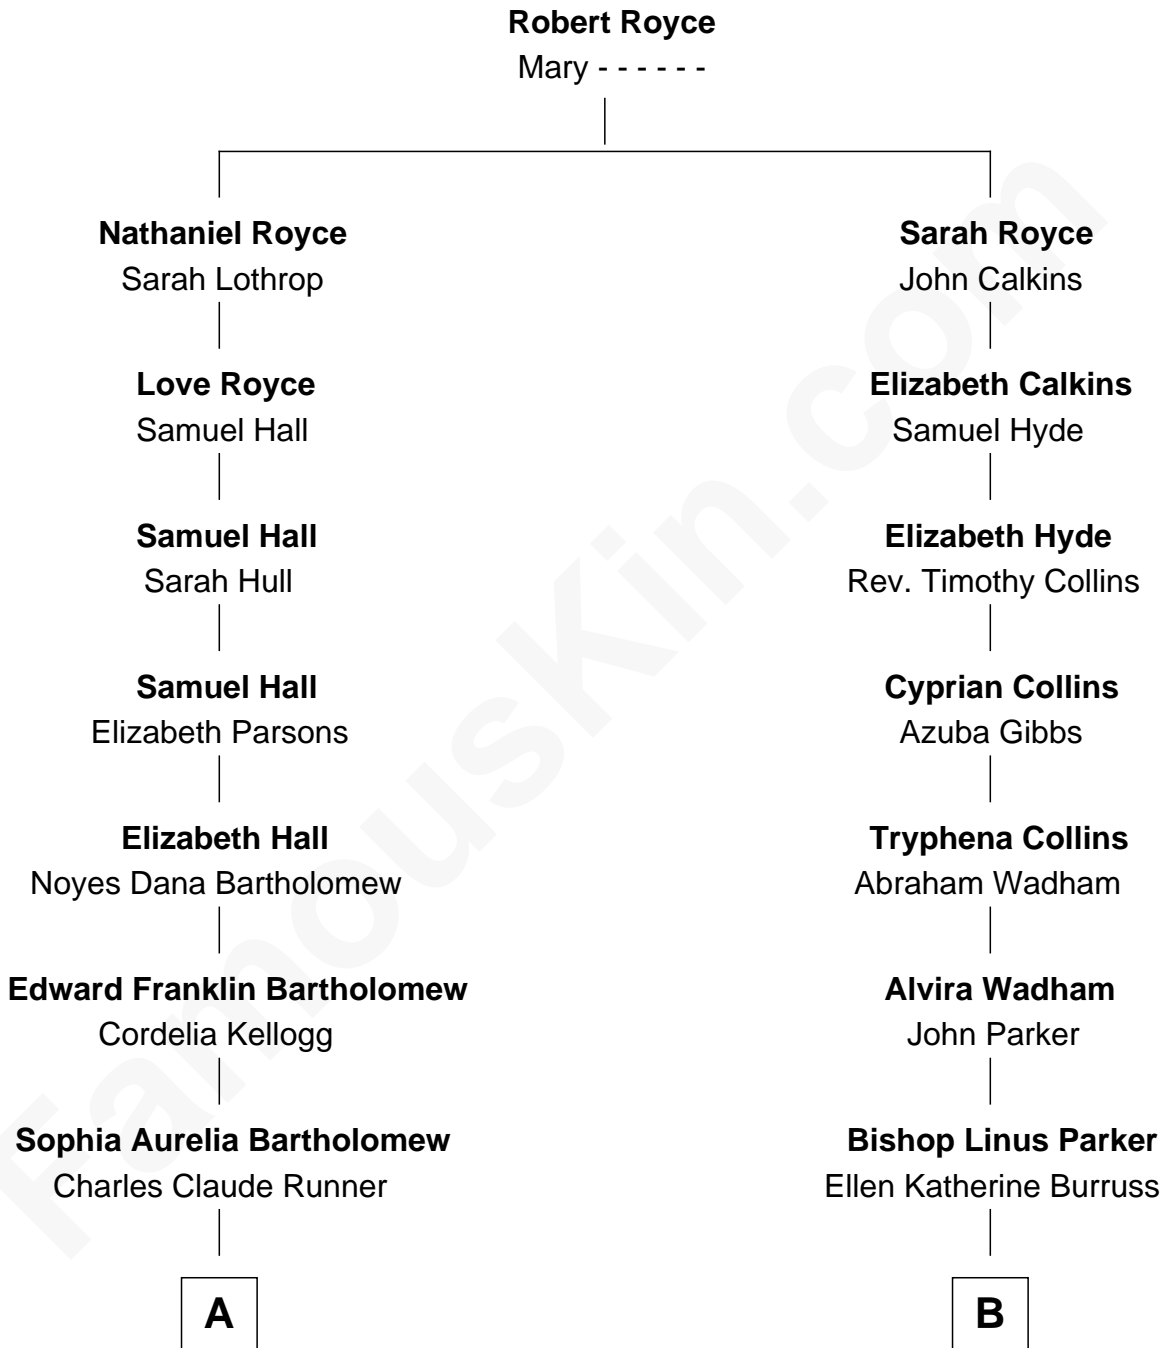 Robert Royce
Mary - - - - - -
Nathaniel Royce
Sarah Lothrop
Sarah Royce
John Calkins
Love Royce
Samuel Hall
Elizabeth Calkins
Samuel Hyde
Samuel Hall
Sarah Hull
Elizabeth Hyde
Rev. Timothy Collins
Samuel Hall
Elizabeth Parsons
Cyprian Collins
Azuba Gibbs
Elizabeth Hall
Noyes Dana Bartholomew
Tryphena Collins
Abraham Wadham
Edward Franklin Bartholomew
Cordelia Kellogg
Alvira Wadham
John Parker
Sophia Aurelia Bartholomew
Charles Claude Runner
Bishop Linus Parker
Ellen Katherine Burruss
A
B
FamousKin.com